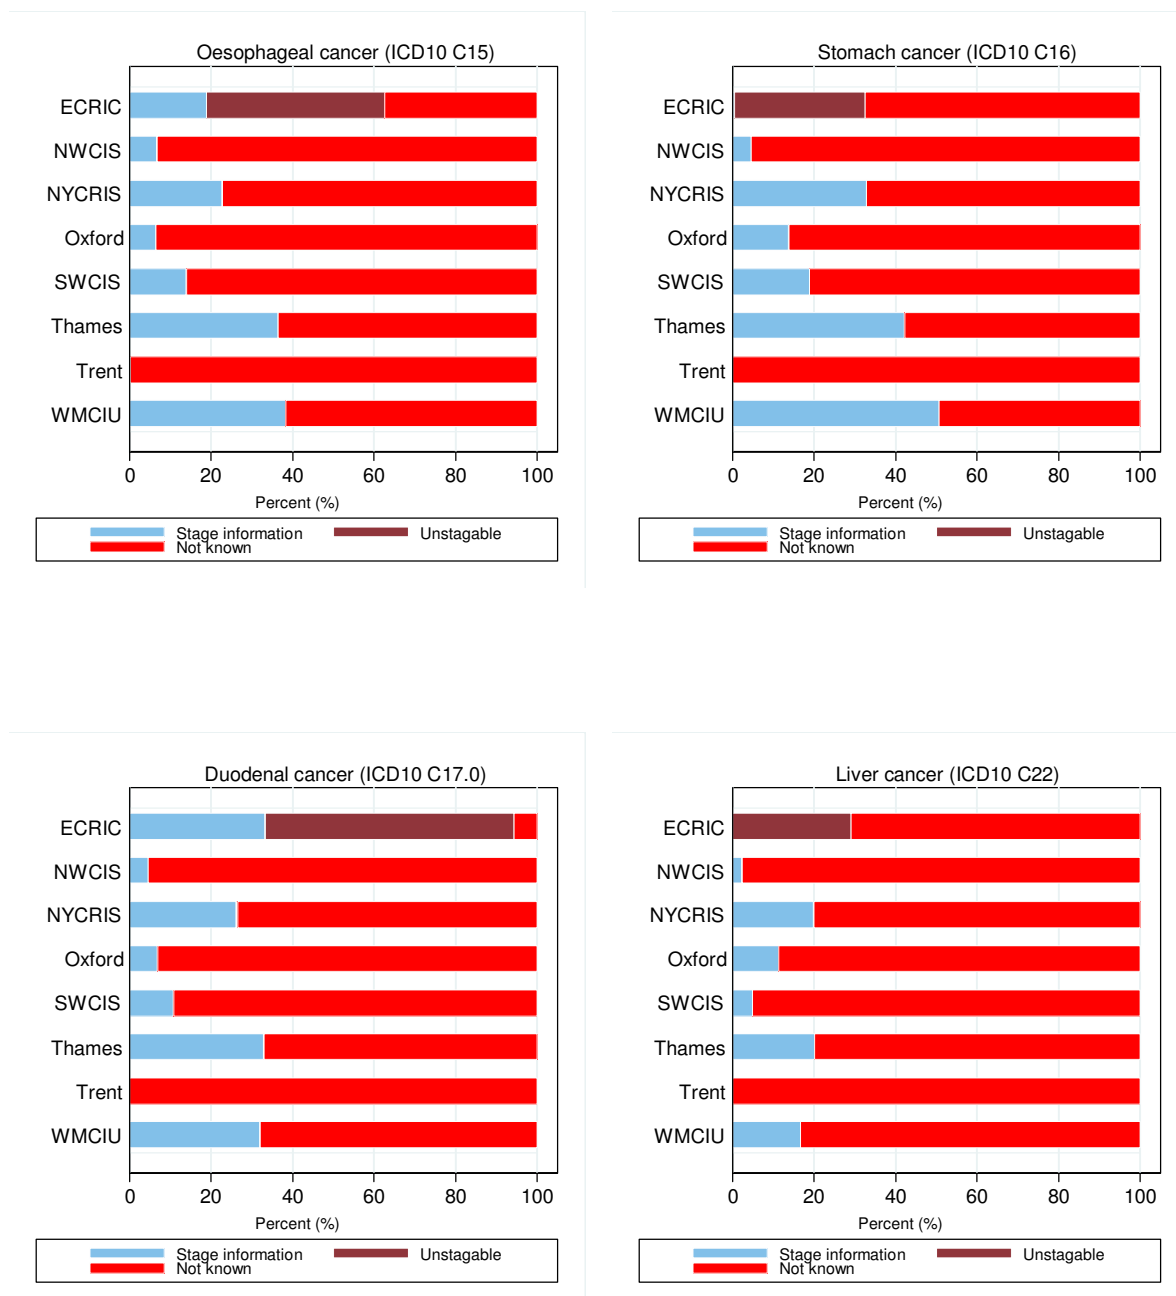 Oesophageal cancer (ICD10 C15)
ECRIC
NWCIS
NYCRIS
Oxford
SWCIS
Thames
Trent
WMCIU
0 20 40 60 80 100
Percent (%)
Stage information Unstagable
Not known
Stomach cancer (ICD10 C16)
ECRIC
NWCIS
NYCRIS
Oxford
SWCIS
Thames
Trent
WMCIU
0 20 40 60 80 100
Percent (%)
Stage information Unstagable
Not known
Duodenal cancer (ICD10 C17.0)
ECRIC
NWCIS
NYCRIS
Oxford
SWCIS
Thames
Trent
WMCIU
0 20 40 60 80 100
Percent (%)
Stage information Unstagable
Not known
Liver cancer (ICD10 C22)
ECRIC
NWCIS
NYCRIS
Oxford
SWCIS
Thames
Trent
WMCIU
0 20 40 60 80 100
Percent (%)
Stage information Unstagable
Not known